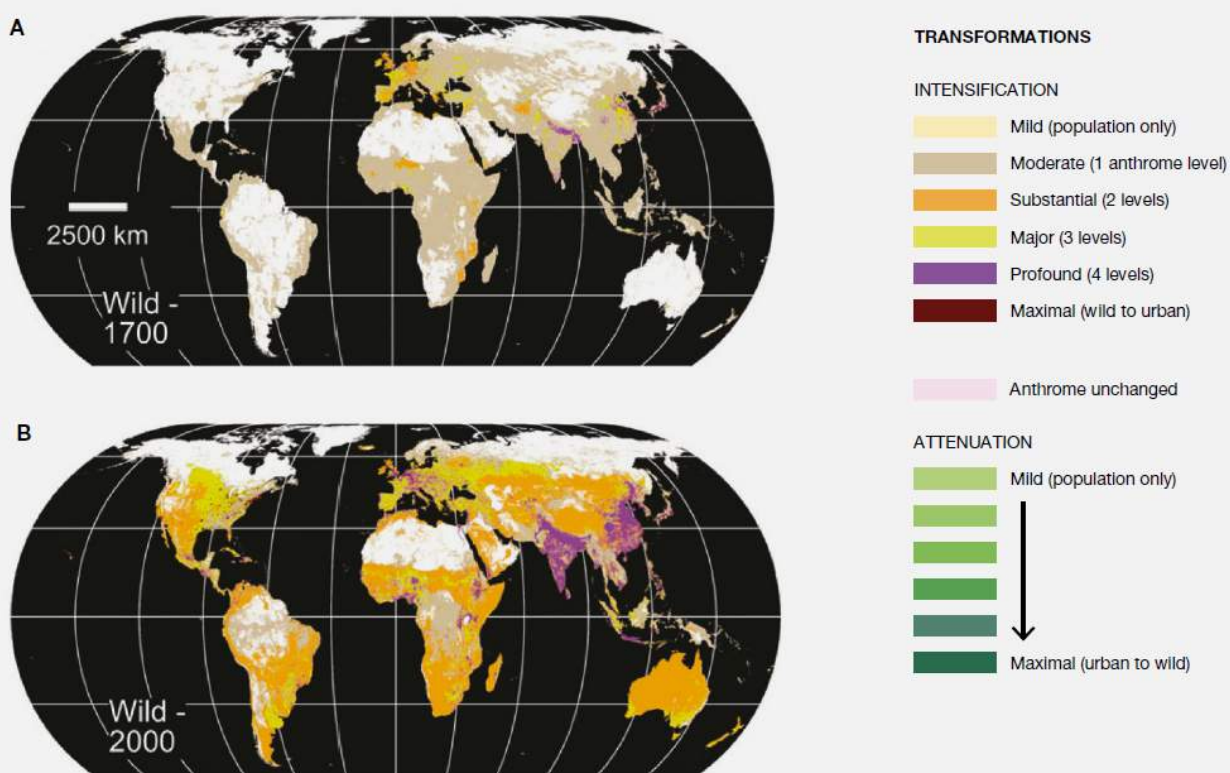 A
2500 km
Wild -
1700
B
Wild -
2000
TRANSFORMATIONS
INTENSIFICATION
Mild (population only)
Moderate (1 anthrome level)
Substantial (2 levels)
Major (3 levels)
Profound (4 levels)
Maximal (wild to urban)
Anthrome unchanged
ATTENUATION
Mild (population only)
Maximal (urban to wild)